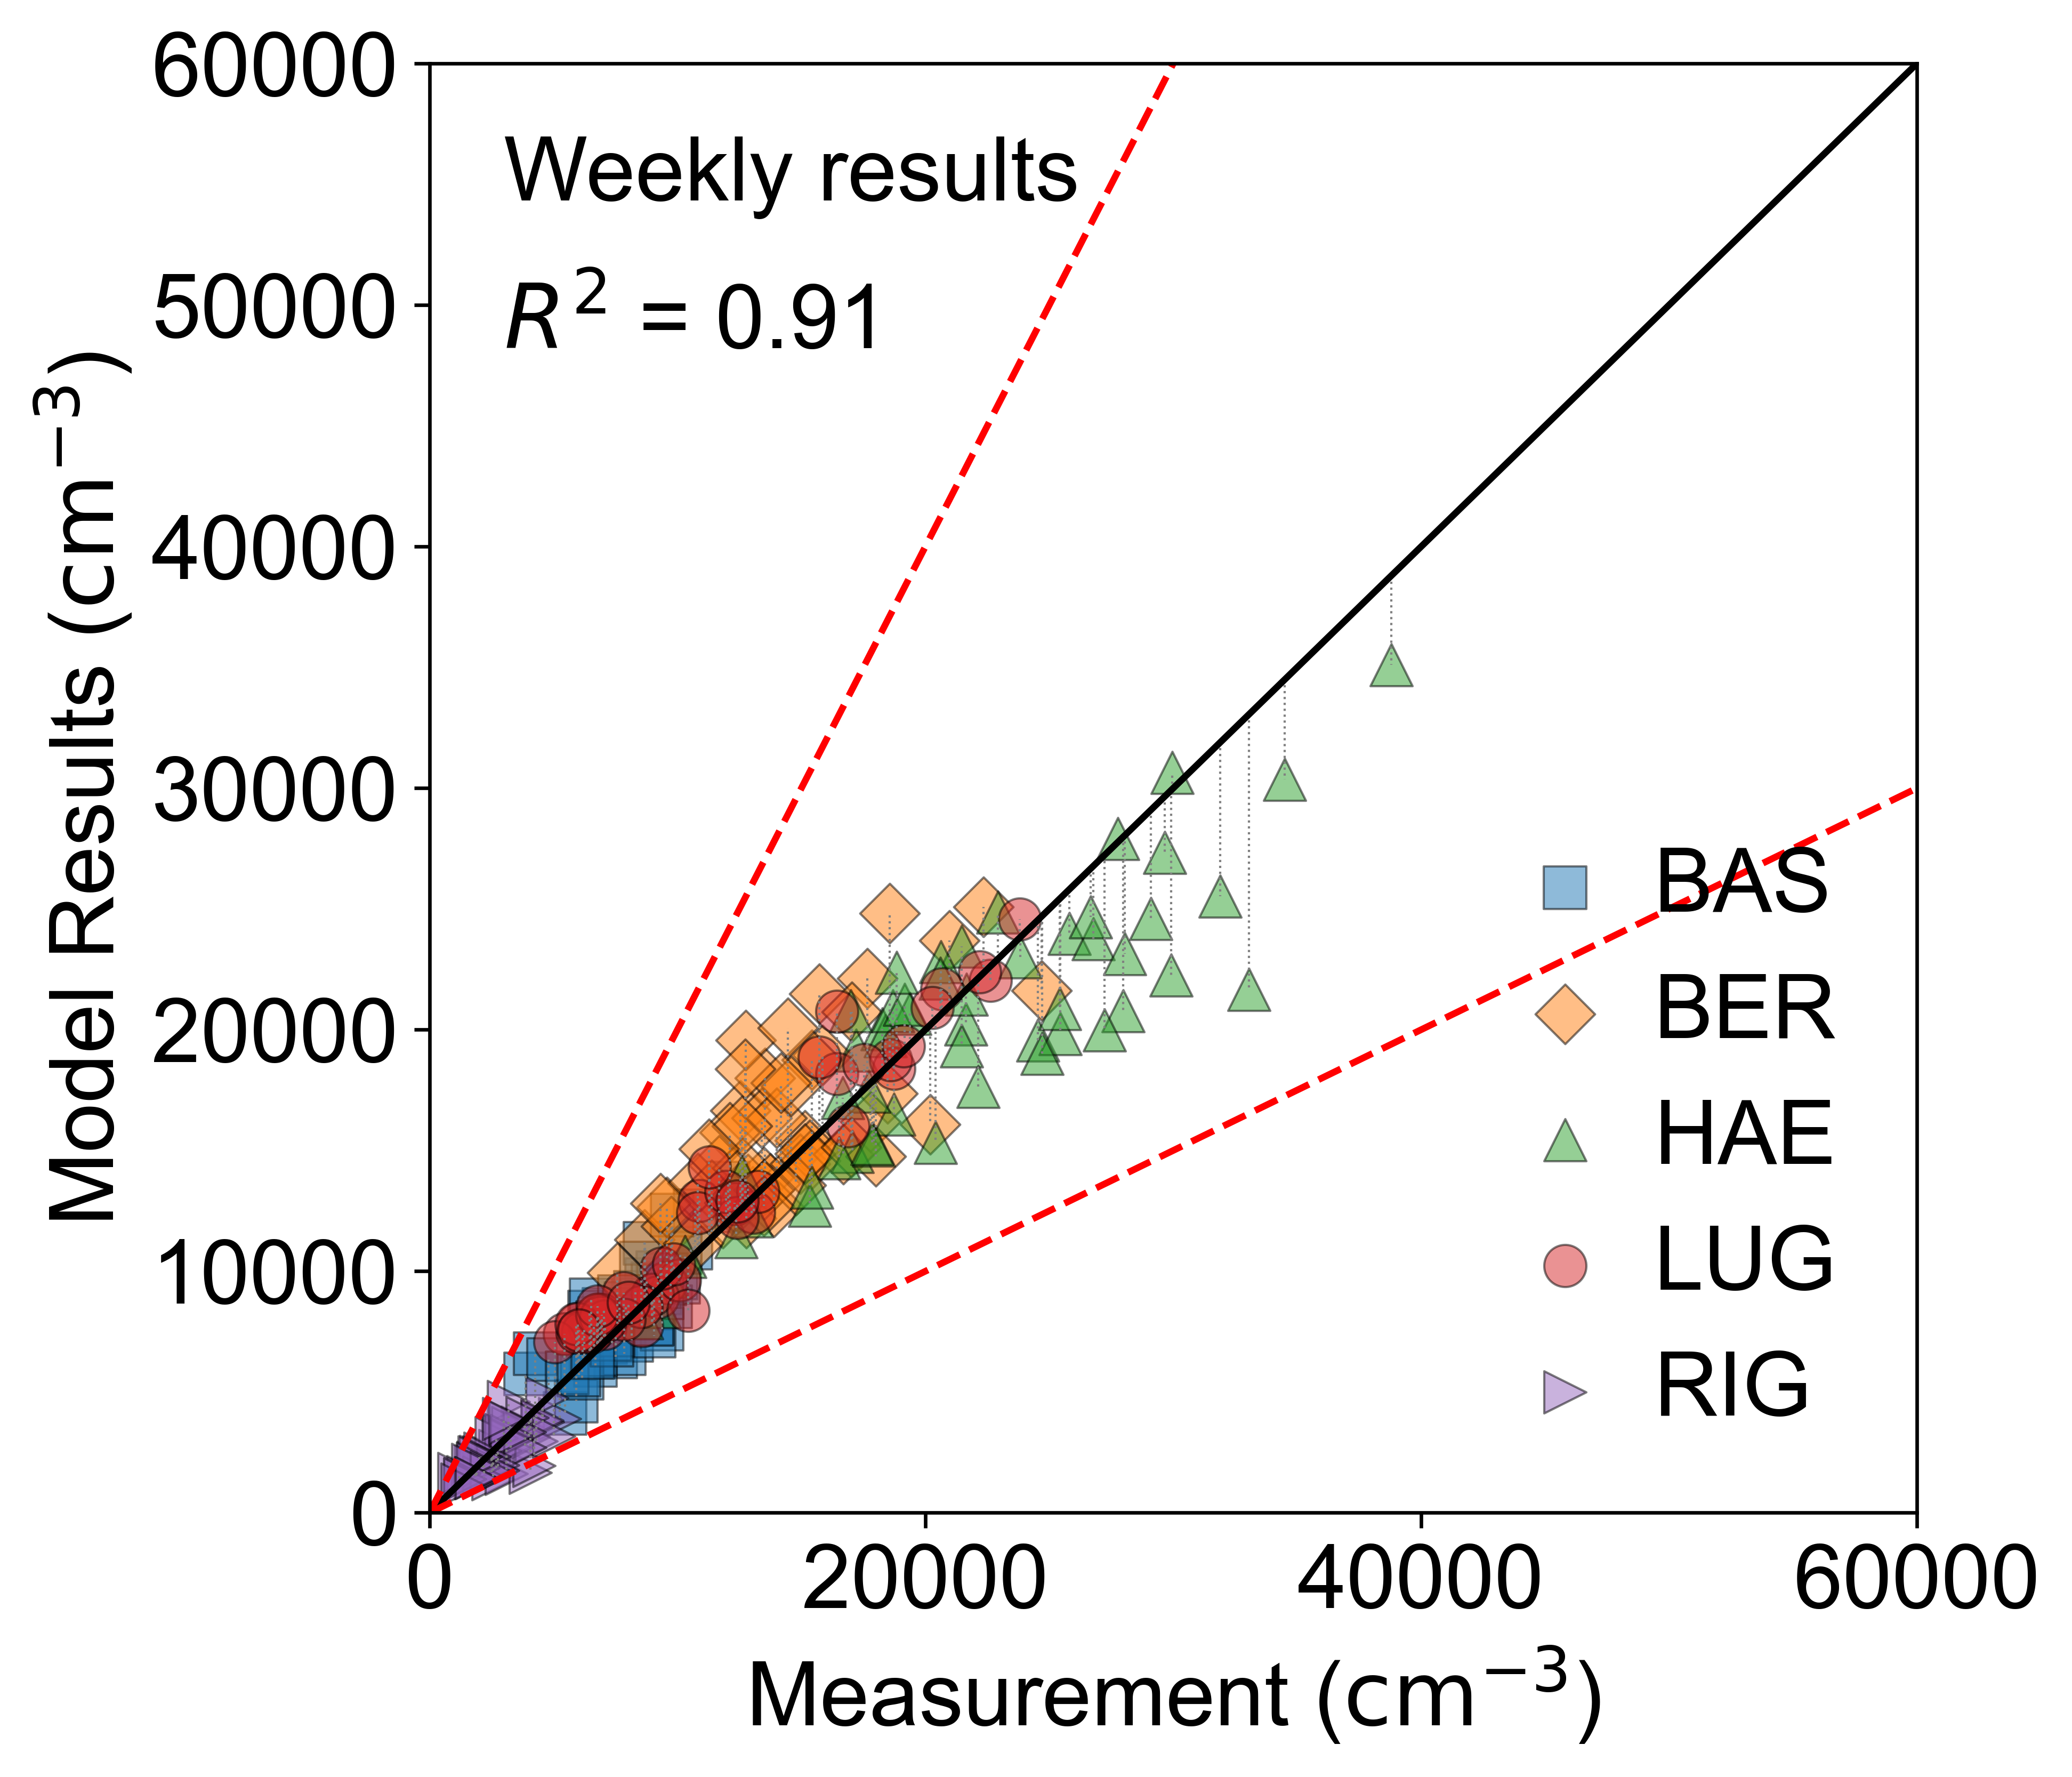 Weekly results
R² = 0.91
Model Results (cm⁻³)
60000
50000
40000
30000
20000
10000
0
BAS
BER
HAE
LUG
RIG
0 20000 40000 60000
Measurement (cm⁻³)